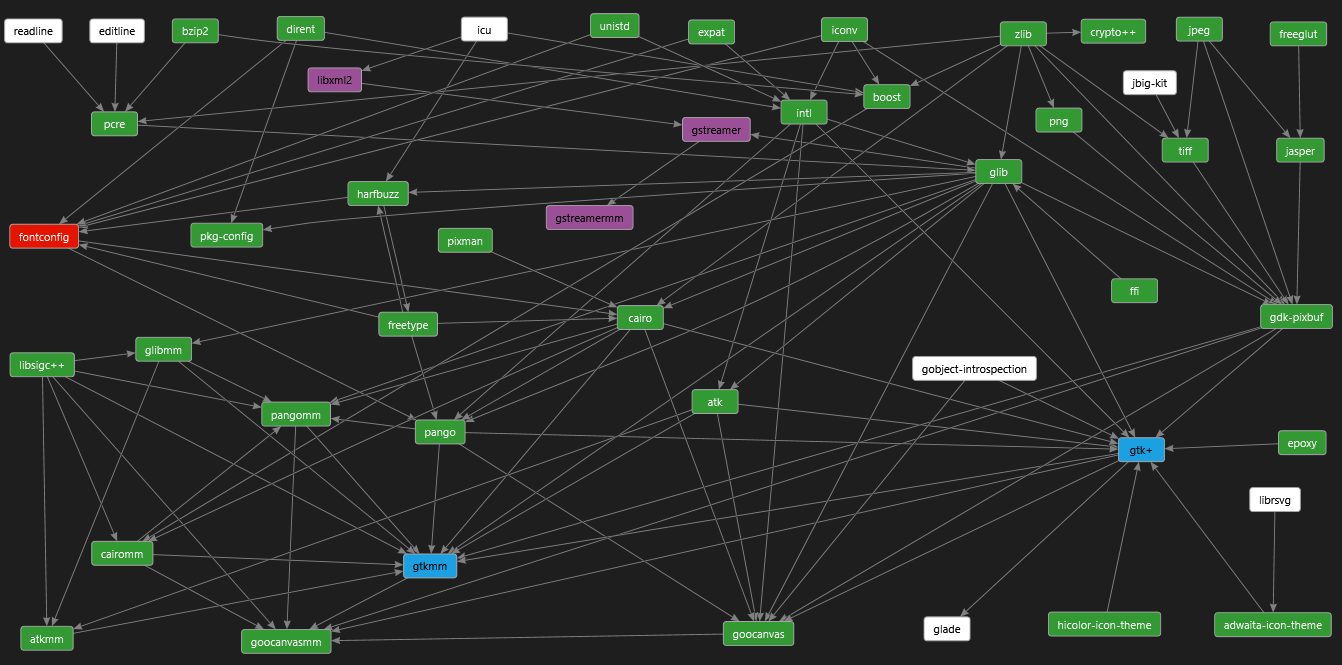 readline
editline
bzip2
dirent
icu
unistd
expat
iconv
zlib
crypto++
jpeg
freeglut
libxml2
jbig-kit
boost
intl
png
pcre
gstreamer
tiff
jasper
glib
harfbuzz
gstreamermm
fontconfig
pkg-config
pixman
ffi
cairo
gdk-pixbuf
freetype
glibmm
libsigc++
gobject-introspection
atk
pangomm
pango
gtk+
epoxy
librsvg
cairomm
gtkmm
glade
hicolor-icon-theme
adwaita-icon-theme
atkmm
goocanvasmm
goocanvas